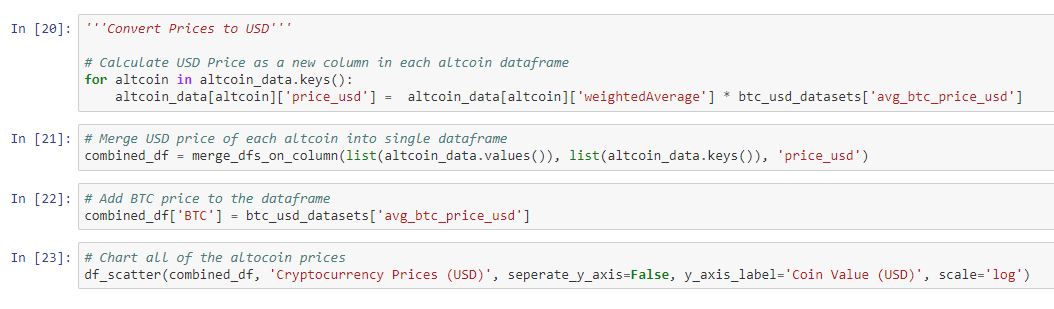 In [20]: '''Convert Prices to USD'''
# Calculate USD Price as a new column in each altcoin dataframe
for altcoin in altcoin_data.keys():
    altcoin_data[altcoin]['price_usd'] =  altcoin_data[altcoin]['weightedAverage'] * btc_usd_datasets['avg_btc_price_usd']
In [21]: # Merge USD price of each altcoin into single dataframe
combined_df = merge_dfs_on_column(list(altcoin_data.values()), list(altcoin_data.keys()), 'price_usd')
In [22]: # Add BTC price to the dataframe
combined_df['BTC'] = btc_usd_datasets['avg_btc_price_usd']
In [23]: # Chart all of the altocoin prices
df_scatter(combined_df, 'Cryptocurrency Prices (USD)', seperate_y_axis=False, y_axis_label='Coin Value (USD)', scale='log')